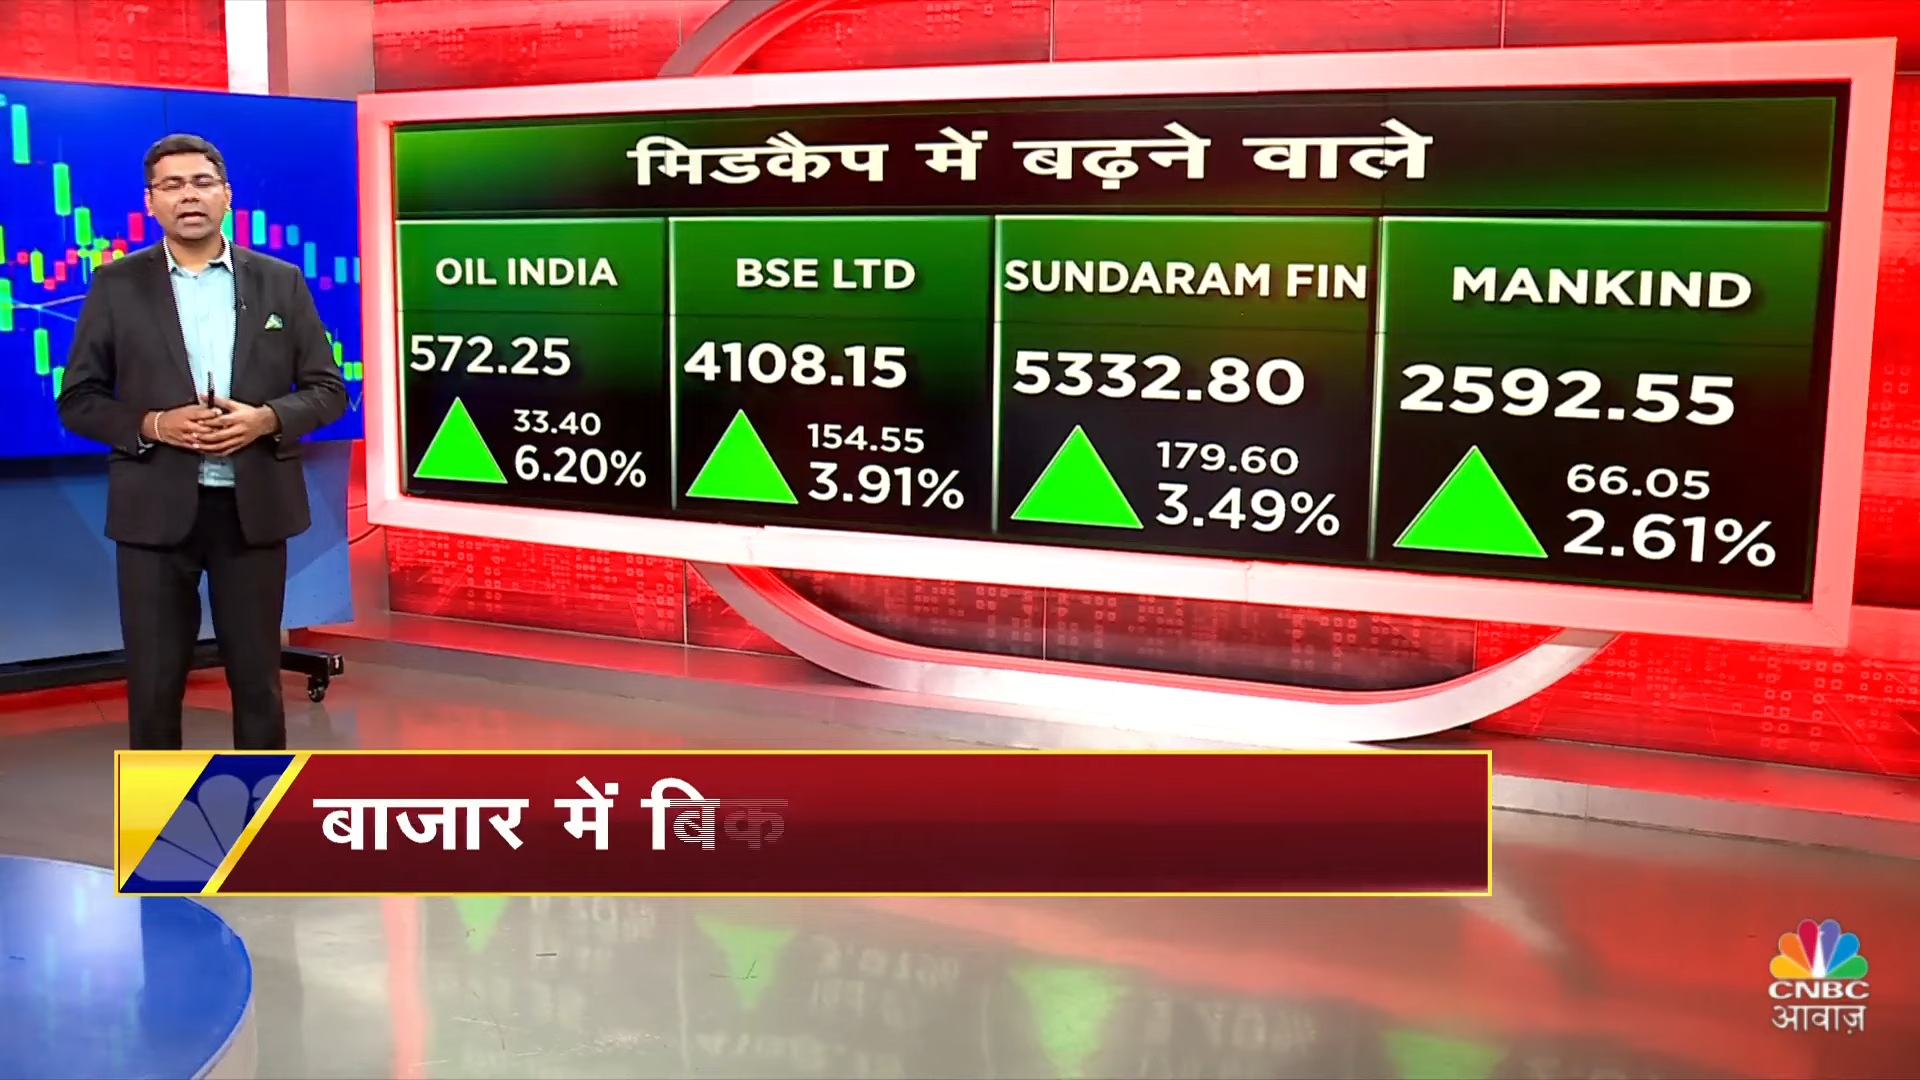 मिडकैप में बढ़ने वाले
OIL INDIA
572.25
33.40
6.20%
BSE LTD
4108.15
154.55
3.91%
SUNDARAM FIN
5332.80
179.60
3.49%
MANKIND
2592.55
66.05
2.61%
बाजार में
CNBC
आवाज़